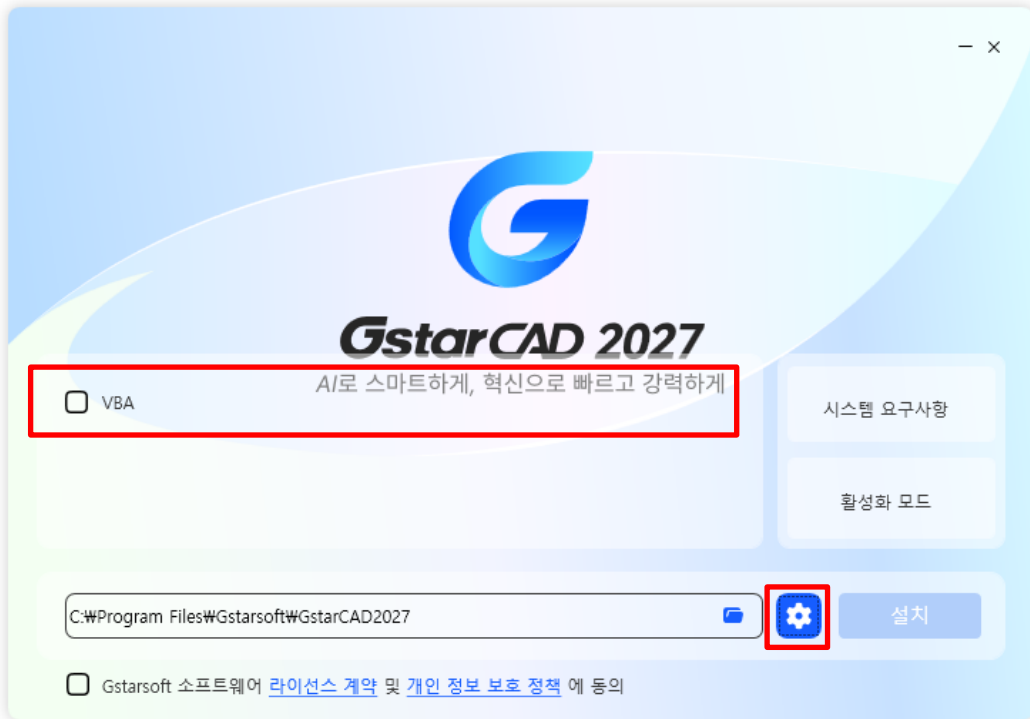 GstarCAD 2027
AI로 스마트하게, 혁신으로 빠르고 강력하게
VBA
시스템 요구사항
활성화 모드
C:₩Program Files₩Gstarsoft₩GstarCAD2027
설치
Gstarsoft 소프트웨어 라이선스 계약 및 개인 정보 보호 정책 에 동의